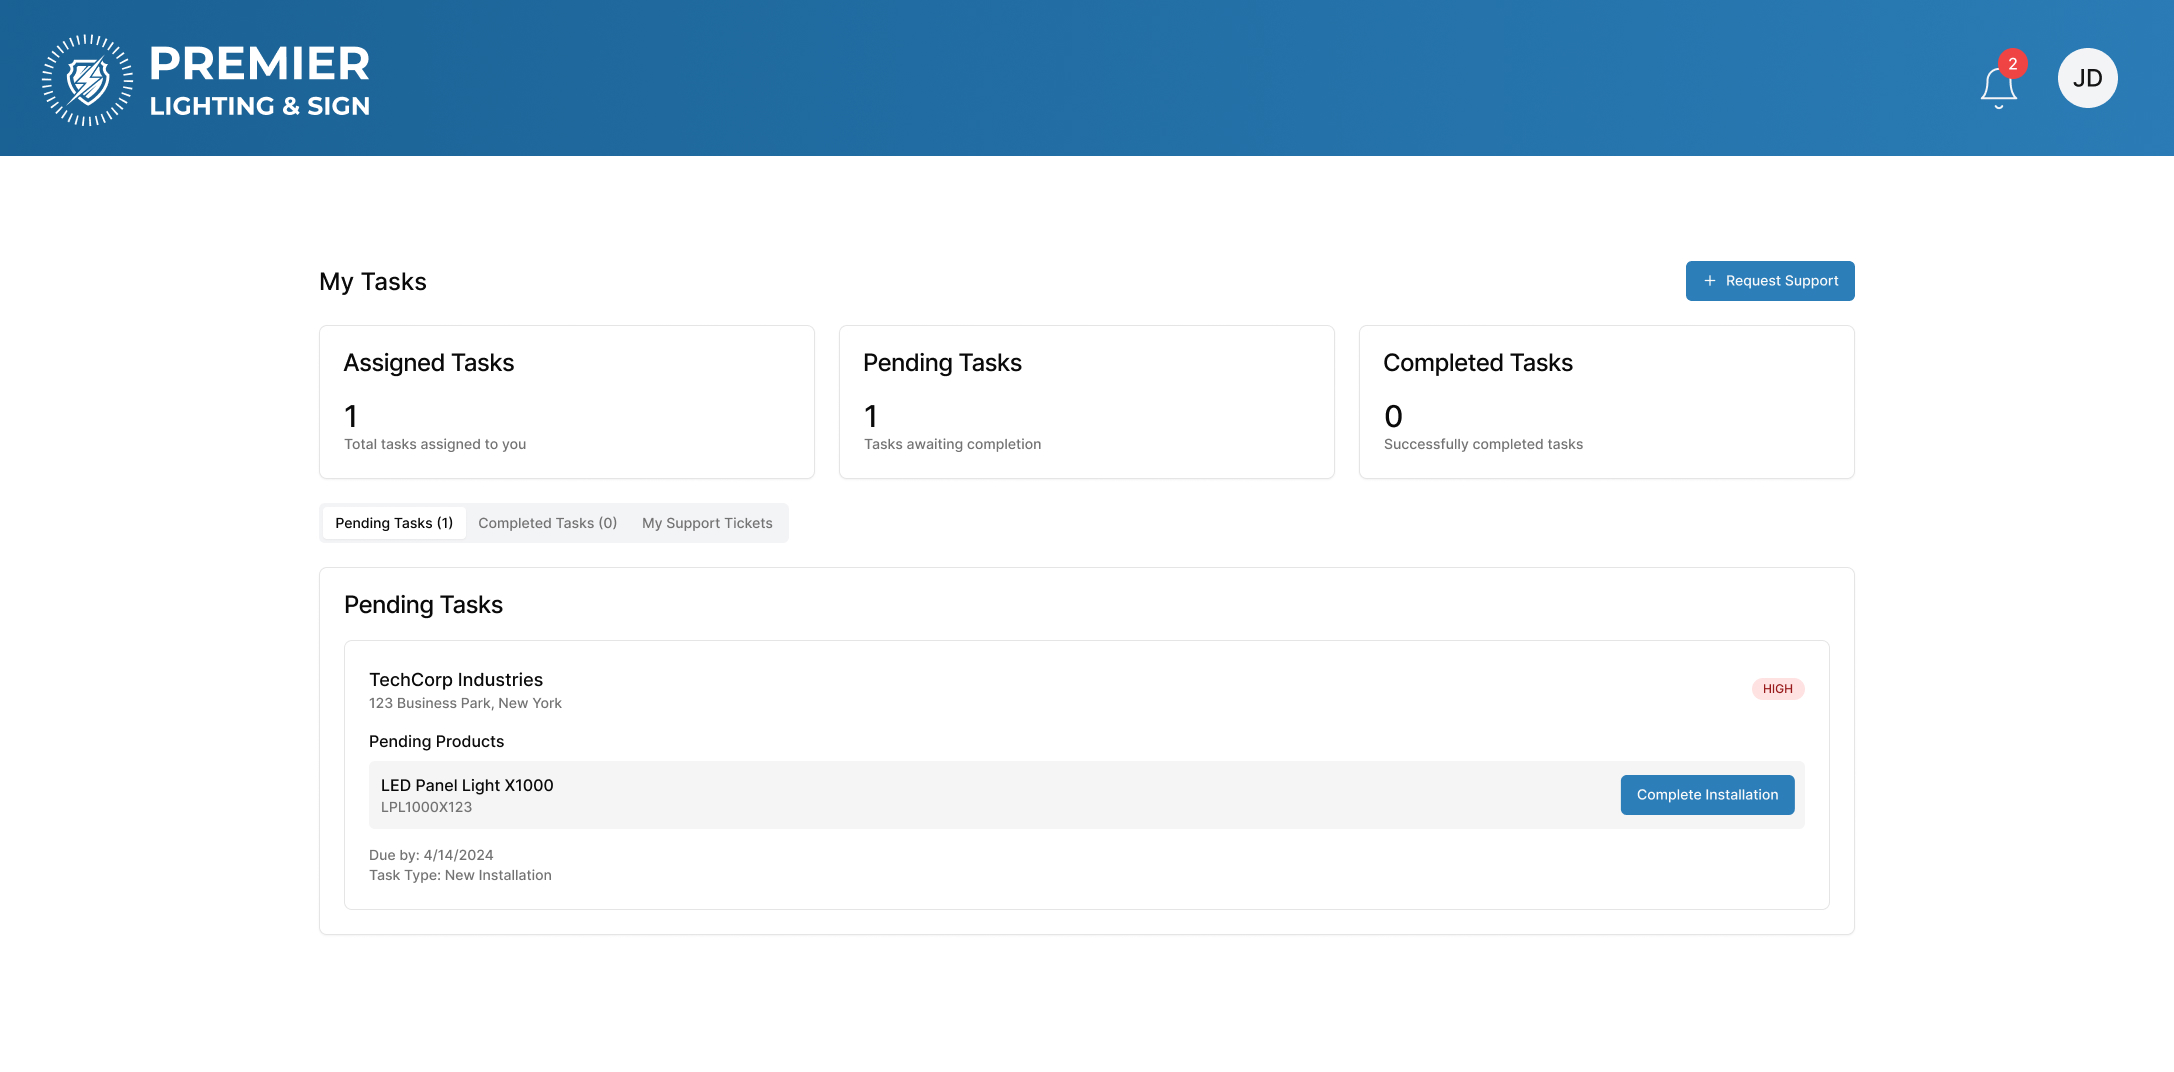 PREMIER
LIGHTING & SIGN
2
JD
My Tasks
+ Request Support
Assigned Tasks
1
Total tasks assigned to you
Pending Tasks
1
Tasks awaiting completion
Completed Tasks
0
Successfully completed tasks
Pending Tasks (1)
Completed Tasks (0)
My Support Tickets
Pending Tasks
TechCorp Industries
123 Business Park, New York
HIGH
Pending Products
LED Panel Light X1000
LPL1000X123
Complete Installation
Due by: 4/14/2024
Task Type: New Installation